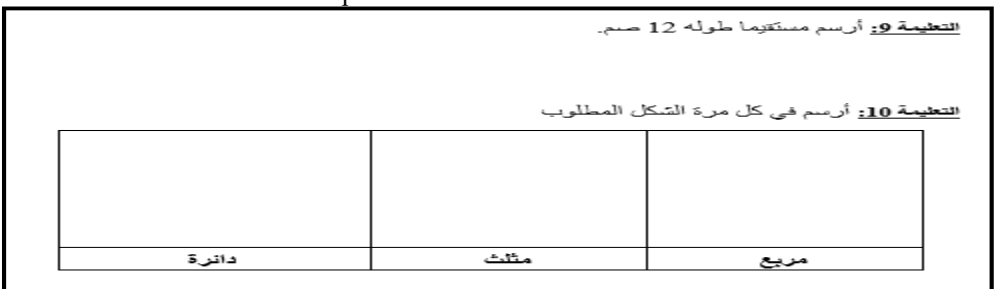 التعليمة 9: أرسم مستقيما طوله 12 صم.
التعليمة 10: أرسم في كل مرة الشكل المطلوب
مربع مثلث دائرة